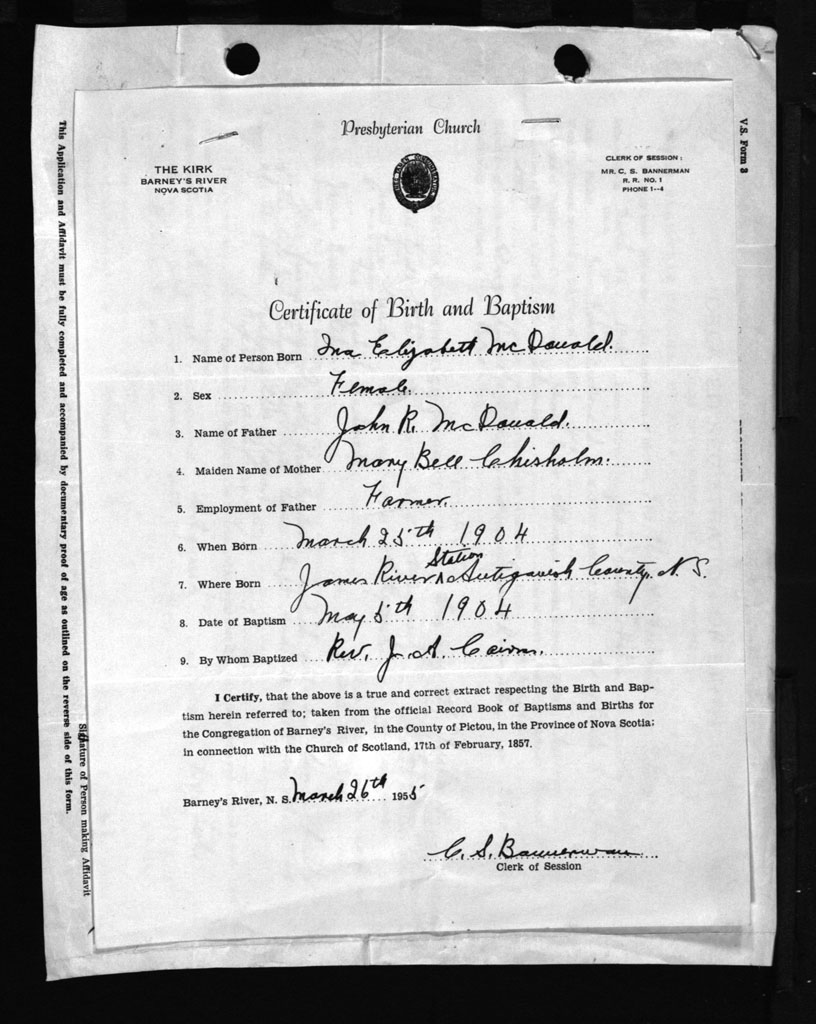 Presbyterian Church
THE KIRK
BARNEY'S RIVER
NOVA SCOTIA
CLERK OF SESSION:
MR. C. S. BANNERMAN
R. R. NO. 1
PHONE 1--4
V.S. Form 3
Certificate of Birth and Baptism
1. Name of Person Born Ina Elizabeth McDonald.
2. Sex Female.
3. Name of Father John R. McDonald.
4. Maiden Name of Mother Mary Bell Chisholm.
5. Employment of Father Farmer.
6. When Born March 25th 1904
7. Where Born James River Station Antigonish County, N. S.
8. Date of Baptism May 5th 1904
9. By Whom Baptized Rev. J. A. Cairns.
I Certify, that the above is a true and correct extract respecting the Birth and Bap-
tism herein referred to; taken from the official Record Book of Baptisms and Births for
the Congregation of Barney's River, in the County of Pictou, in the Province of Nova Scotia;
in connection with the Church of Scotland, 17th of February, 1857.
Barney's River, N. S. March 26th 1955
C. S. Bannerman
Clerk of Session
This Application and Affidavit must be fully completed and accompanied by documentary proof of age as outlined on the reverse side of this form.
Signature of Person making Affidavit